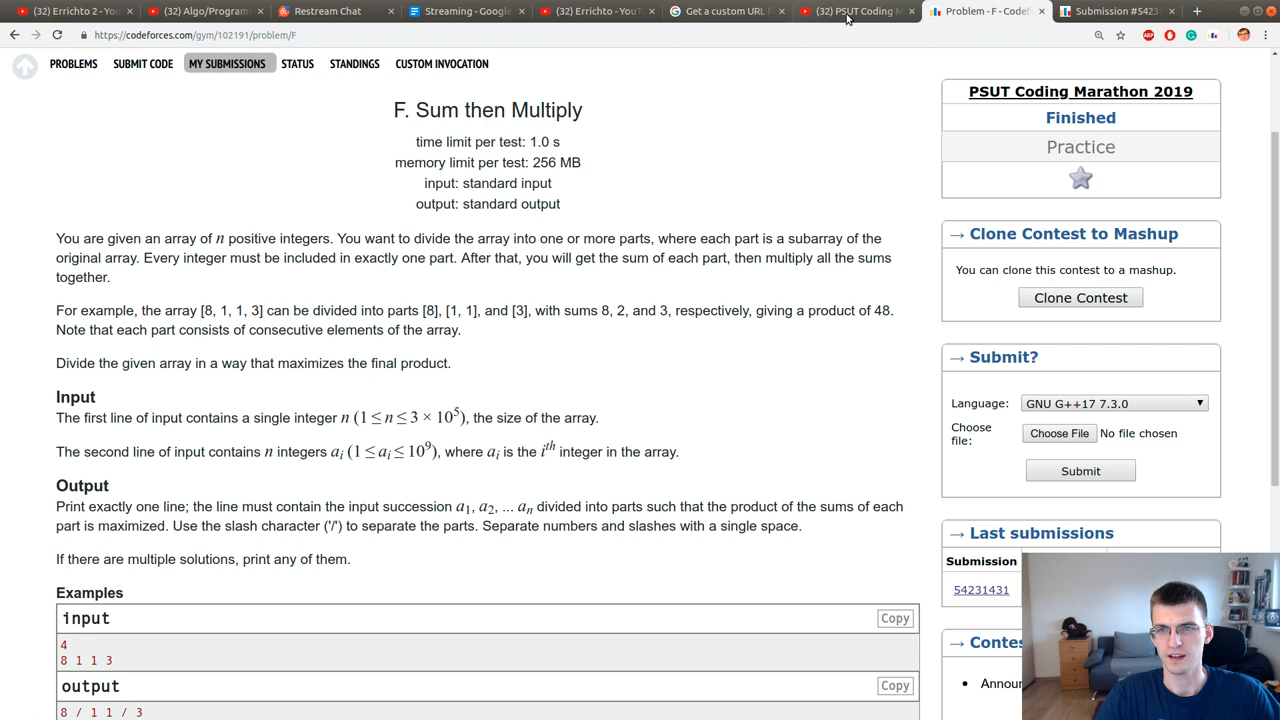 (32) Errichto 2 - You
(32) Algo/Program
Restream Chat
Streaming - Google
(32) Errichto - YouT
Get a custom URL f
(32) PSUT Coding M
Problem - F - Codef
Submission #5423
https://codeforces.com/gym/102191/problem/F
PROBLEMS SUBMIT CODE MY SUBMISSIONS STATUS STANDINGS CUSTOM INVOCATION
F. Sum then Multiply
time limit per test: 1.0 s
memory limit per test: 256 MB
input: standard input
output: standard output
You are given an array of n positive integers. You want to divide the array into one or more parts, where each part is a subarray of the
original array. Every integer must be included in exactly one part. After that, you will get the sum of each part, then multiply all the sums
together.
For example, the array [8, 1, 1, 3] can be divided into parts [8], [1, 1], and [3], with sums 8, 2, and 3, respectively, giving a product of 48.
Note that each part consists of consecutive elements of the array.
Divide the given array in a way that maximizes the final product.
Input
The first line of input contains a single integer n (1 ≤ n ≤ 3 × 10⁵), the size of the array.
The second line of input contains n integers aᵢ (1 ≤ aᵢ ≤ 10⁹), where aᵢ is the iᵗʰ integer in the array.
Output
Print exactly one line; the line must contain the input succession a₁, a₂, ... aₙ divided into parts such that the product of the sums of each
part is maximized. Use the slash character ('/') to separate the parts. Separate numbers and slashes with a single space.
If there are multiple solutions, print any of them.
Examples
input Copy
4
8 1 1 3
output Copy
8 / 1 1 / 3
PSUT Coding Marathon 2019
Finished
Practice
→ Clone Contest to Mashup
You can clone this contest to a mashup.
Clone Contest
→ Submit?
Language: GNU G++17 7.3.0
Choose
file: Choose File No file chosen
Submit
→ Last submissions
Submission
54231431
→ Contes
Announ